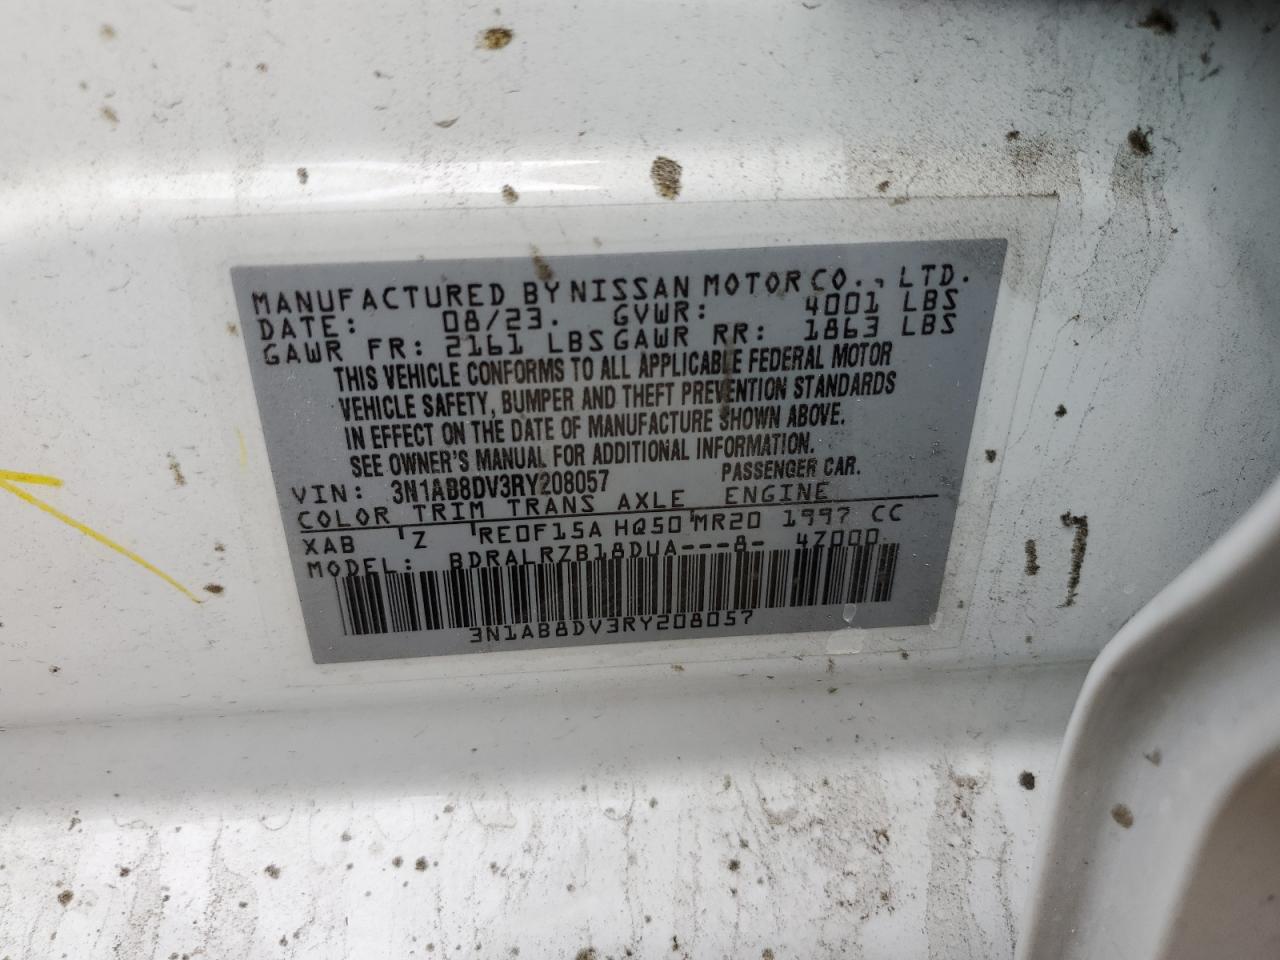 MANUFACTURED BY NISSAN MOTOR CO., LTD.
DATE: 08/23. GVWR: 4001 LBS
GAWR FR: 2161 LBS GAWR RR: 1863 LBS
THIS VEHICLE CONFORMS TO ALL APPLICABLE FEDERAL MOTOR
VEHICLE SAFETY, BUMPER AND THEFT PREVENTION STANDARDS
IN EFFECT ON THE DATE OF MANUFACTURE SHOWN ABOVE.
SEE OWNER'S MANUAL FOR ADDITIONAL INFORMATION.
VIN: 3N1AB8DV3RY208057 PASSENGER CAR.
COLOR TRIM TRANS AXLE ENGINE
XAB Z RE0F15A HQ50 MR20 1997 CC
MODEL: BDRALRZB18DUA---8- 4Z000
3N1AB8DV3RY208057